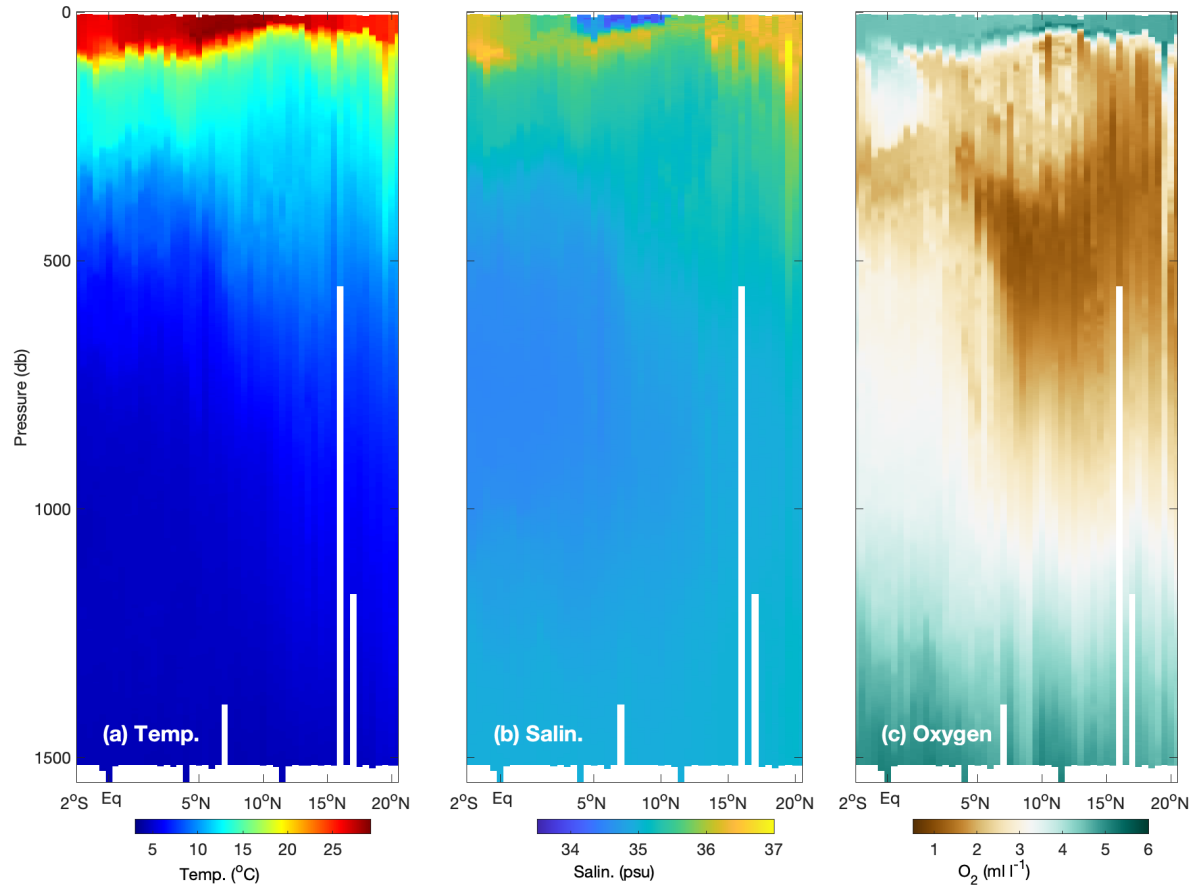 0
500
1000
1500
Pressure (db)
(a) Temp.
(b) Salin.
(c) Oxygen
2°S Eq 5°N 10°N 15°N 20°N
2°S Eq 5°N 10°N 15°N 20°N
2°S Eq 5°N 10°N 15°N 20°N
5 10 15 20 25
Temp. (°C)
34 35 36 37
Salin. (psu)
1 2 3 4 5 6
O₂ (ml l⁻¹)